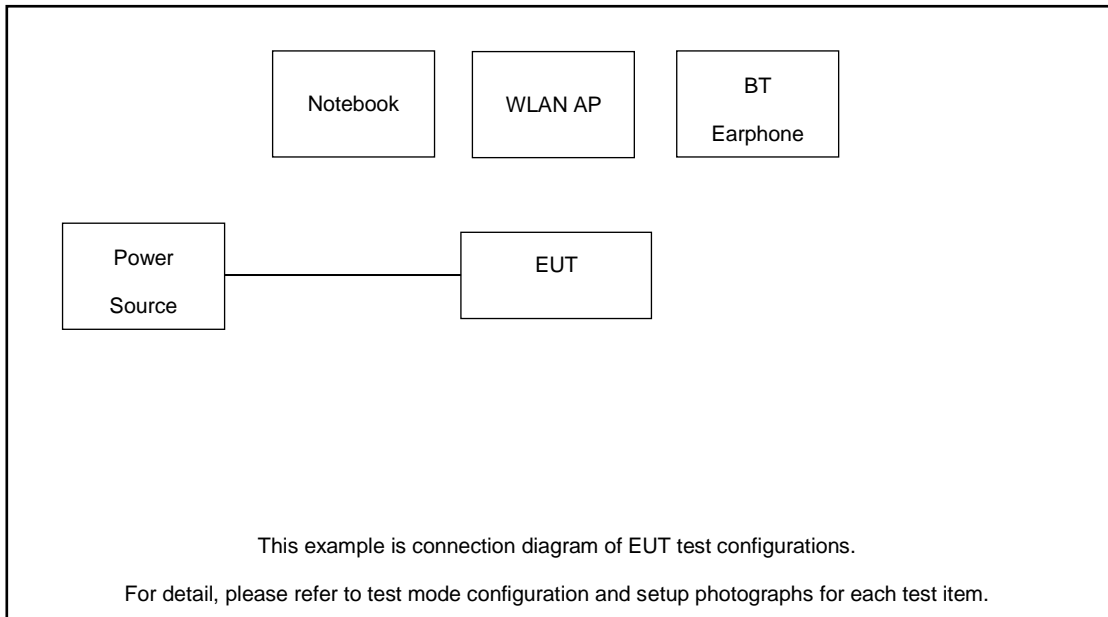 Notebook
WLAN AP
BT
Earphone
Power
Source
EUT
This example is connection diagram of EUT test configurations.
For detail, please refer to test mode configuration and setup photographs for each test item.